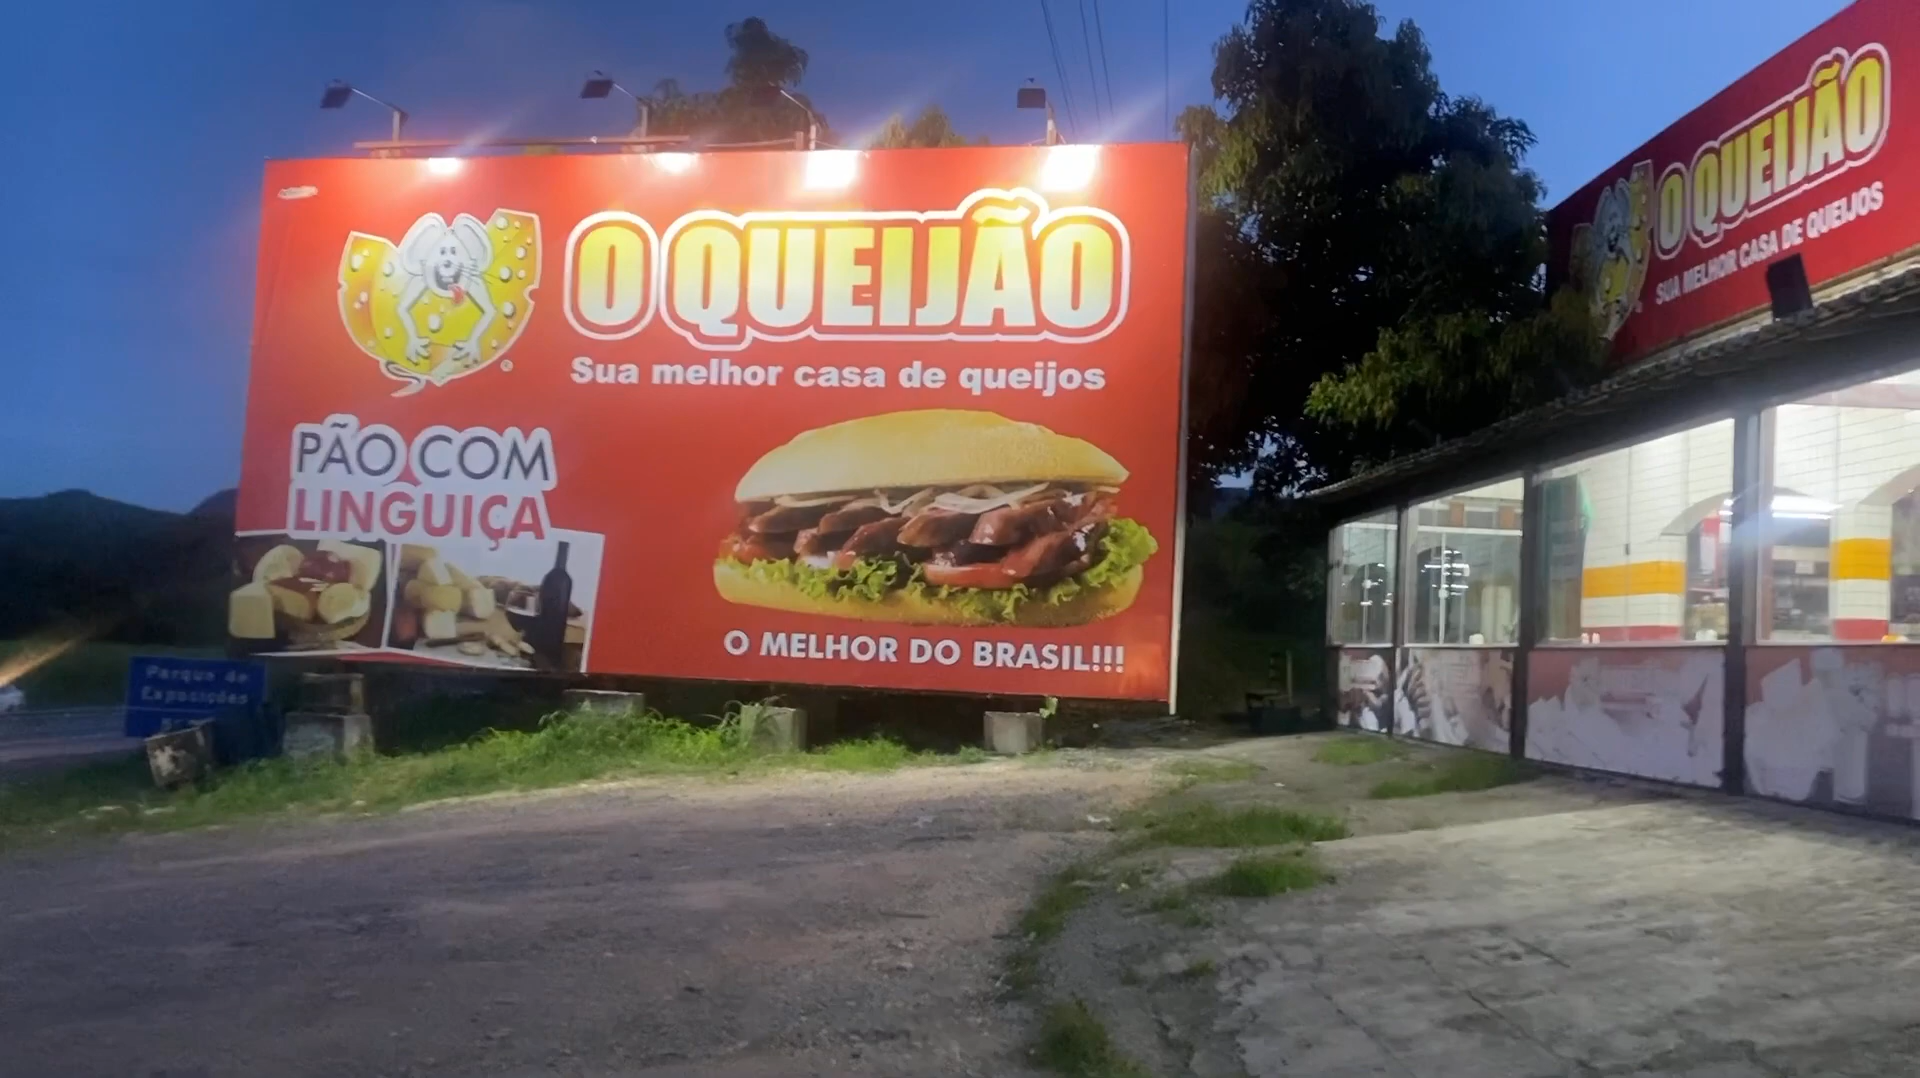 O QUEIJÃO
Sua melhor casa de queijos
PÃO COM
LINGUIÇA
O MELHOR DO BRASIL!!!
O QUEIJÃO
SUA MELHOR CASA DE QUEIJOS
Parque de
Exposições